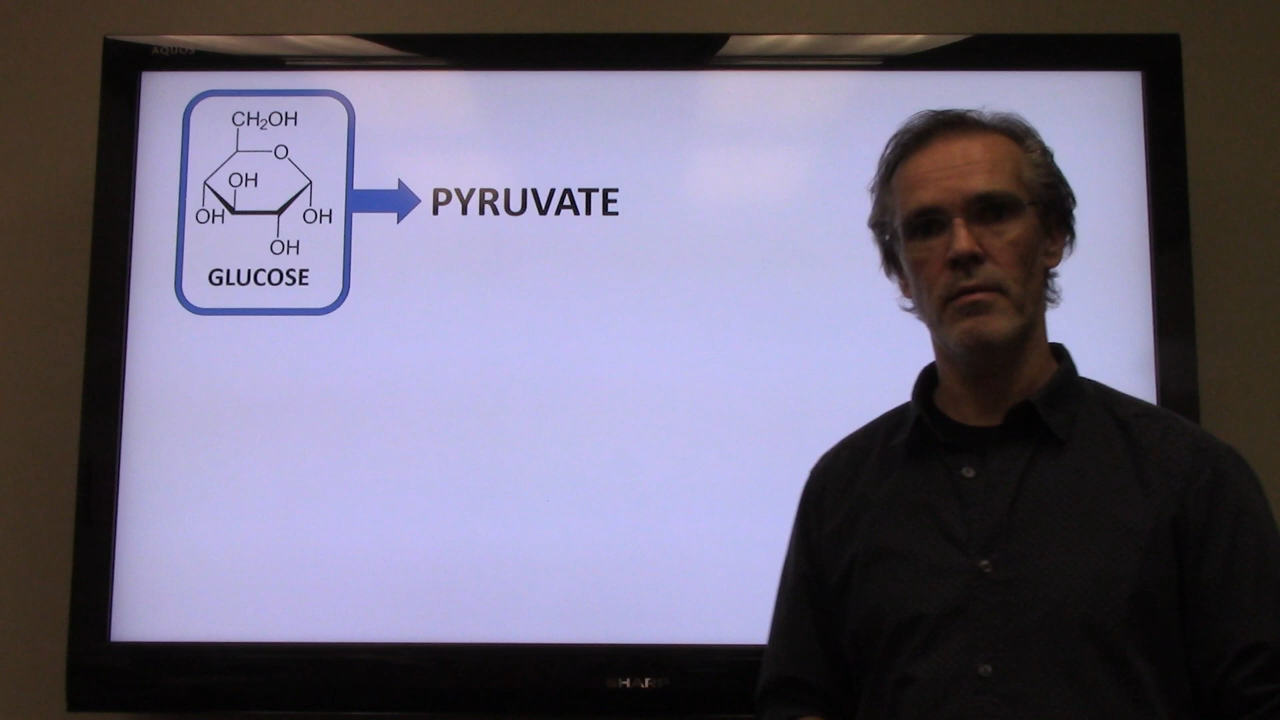 AQUOS
CH₂OH
O
OH
OH
OH
OH
GLUCOSE
PYRUVATE
SHARP